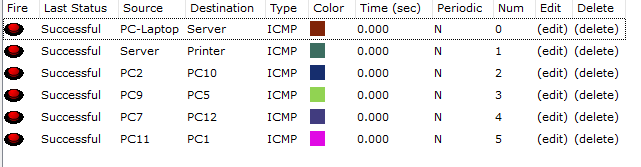 Fire Last Status Source Destination Type Color Time (sec) Periodic Num Edit Delete
Successful PC-Laptop Server ICMP 0.000 N 0 (edit) (delete)
Successful Server Printer ICMP 0.000 N 1 (edit) (delete)
Successful PC2 PC10 ICMP 0.000 N 2 (edit) (delete)
Successful PC9 PC5 ICMP 0.000 N 3 (edit) (delete)
Successful PC7 PC12 ICMP 0.000 N 4 (edit) (delete)
Successful PC11 PC1 ICMP 0.000 N 5 (edit) (delete)